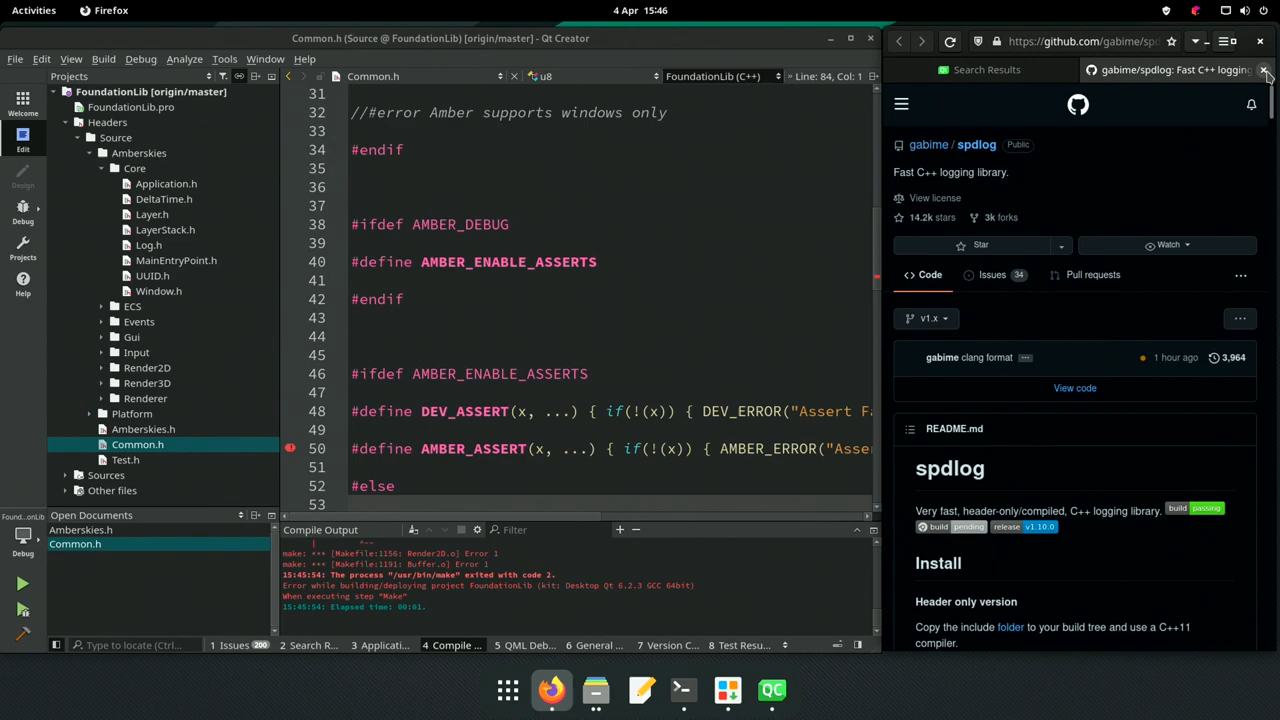 Activities
Firefox
4 Apr 15:46
Common.h (Source @ FoundationLib) [origin/master] - Qt Creator
File Edit View Build Debug Analyze Tools Window Help
Projects
Common.h
u8
FoundationLib (C++)
» Line: 84, Col: 1
Welcome
Edit
Design
Debug
Projects
Help
FoundationLib [origin/master]
FoundationLib.pro
Headers
Source
Amberskies
Core
Application.h
DeltaTime.h
Layer.h
LayerStack.h
Log.h
MainEntryPoint.h
UUID.h
Window.h
ECS
Events
Gui
Input
Render2D
Render3D
Renderer
Platform
Amberskies.h
Common.h
Test.h
Sources
Other files
Open Documents
Amberskies.h
Common.h
Found...onLib
Debug
31
32 //#error Amber supports windows only
33
34 #endif
35
36
37
38 #ifdef AMBER_DEBUG
39
40 #define AMBER_ENABLE_ASSERTS
41
42 #endif
43
44
45
46 #ifdef AMBER_ENABLE_ASSERTS
47
48 #define DEV_ASSERT(x, ...) { if(!(x)) { DEV_ERROR("Assert Fa
49
50 #define AMBER_ASSERT(x, ...) { if(!(x)) { AMBER_ERROR("Asse
51
52 #else
53
Compile Output
Filter
make: *** [Makefile:1156: Render2D.o] Error 1
make: *** [Makefile:1191: Buffer.o] Error 1
15:45:54: The process "/usr/bin/make" exited with code 2.
Error while building/deploying project FoundationLib (kit: Desktop Qt 6.2.3 GCC 64bit)
When executing step "Make"
15:45:54: Elapsed time: 00:01.
Type to locate (...
1 Issues 200
2 Search R...
3 Applicati...
4 Compile ...
5 QML Deb...
6 General ...
7 Version C...
8 Test Resu...
https://github.com/gabime/spd
Search Results
gabime/spdlog: Fast C++ logging
gabime / spdlog Public
Fast C++ logging library.
View license
14.2k stars 3k forks
Star
Watch
Code
Issues 34
Pull requests
v1.x
gabime clang format
1 hour ago
3,964
View code
README.md
spdlog
Very fast, header-only/compiled, C++ logging library. build passing
build pending release v1.10.0
Install
Header only version
Copy the include folder to your build tree and use a C++11
compiler.
QC